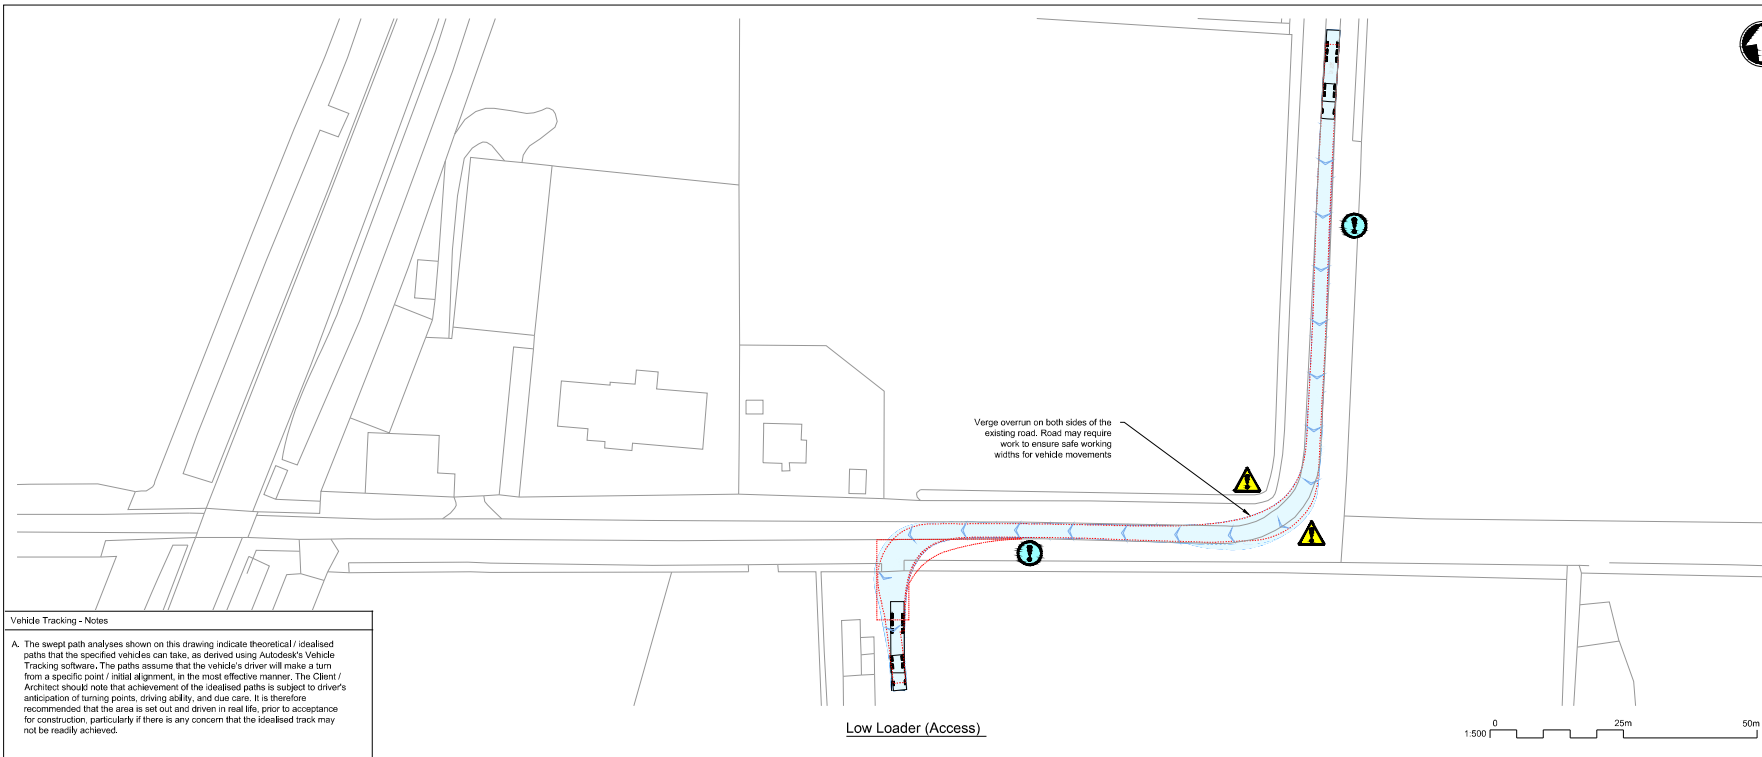 Verge overrun on both sides of the
existing road. Road may require
work to ensure safe working
widths for vehicle movements
Vehicle Tracking - Notes
A. The swept path analyses shown on this drawing indicate theoretical / idealised
paths that the specified vehicles can take, as derived using Autodesk's Vehicle
Tracking software. The paths assume that the vehicle's driver will make a turn
from a specific point / initial alignment, in the most effective manner. The Client /
Architect should note that achievement of the idealised paths is subject to driver's
anticipation of turning points, driving ability, and due care. It is therefore
recommended that the area is set out and driven in real life, prior to acceptance
for construction, particularly if there is any concern that the idealised track may
not be readily achieved.
Low Loader (Access)
0 25m 50m
1:500